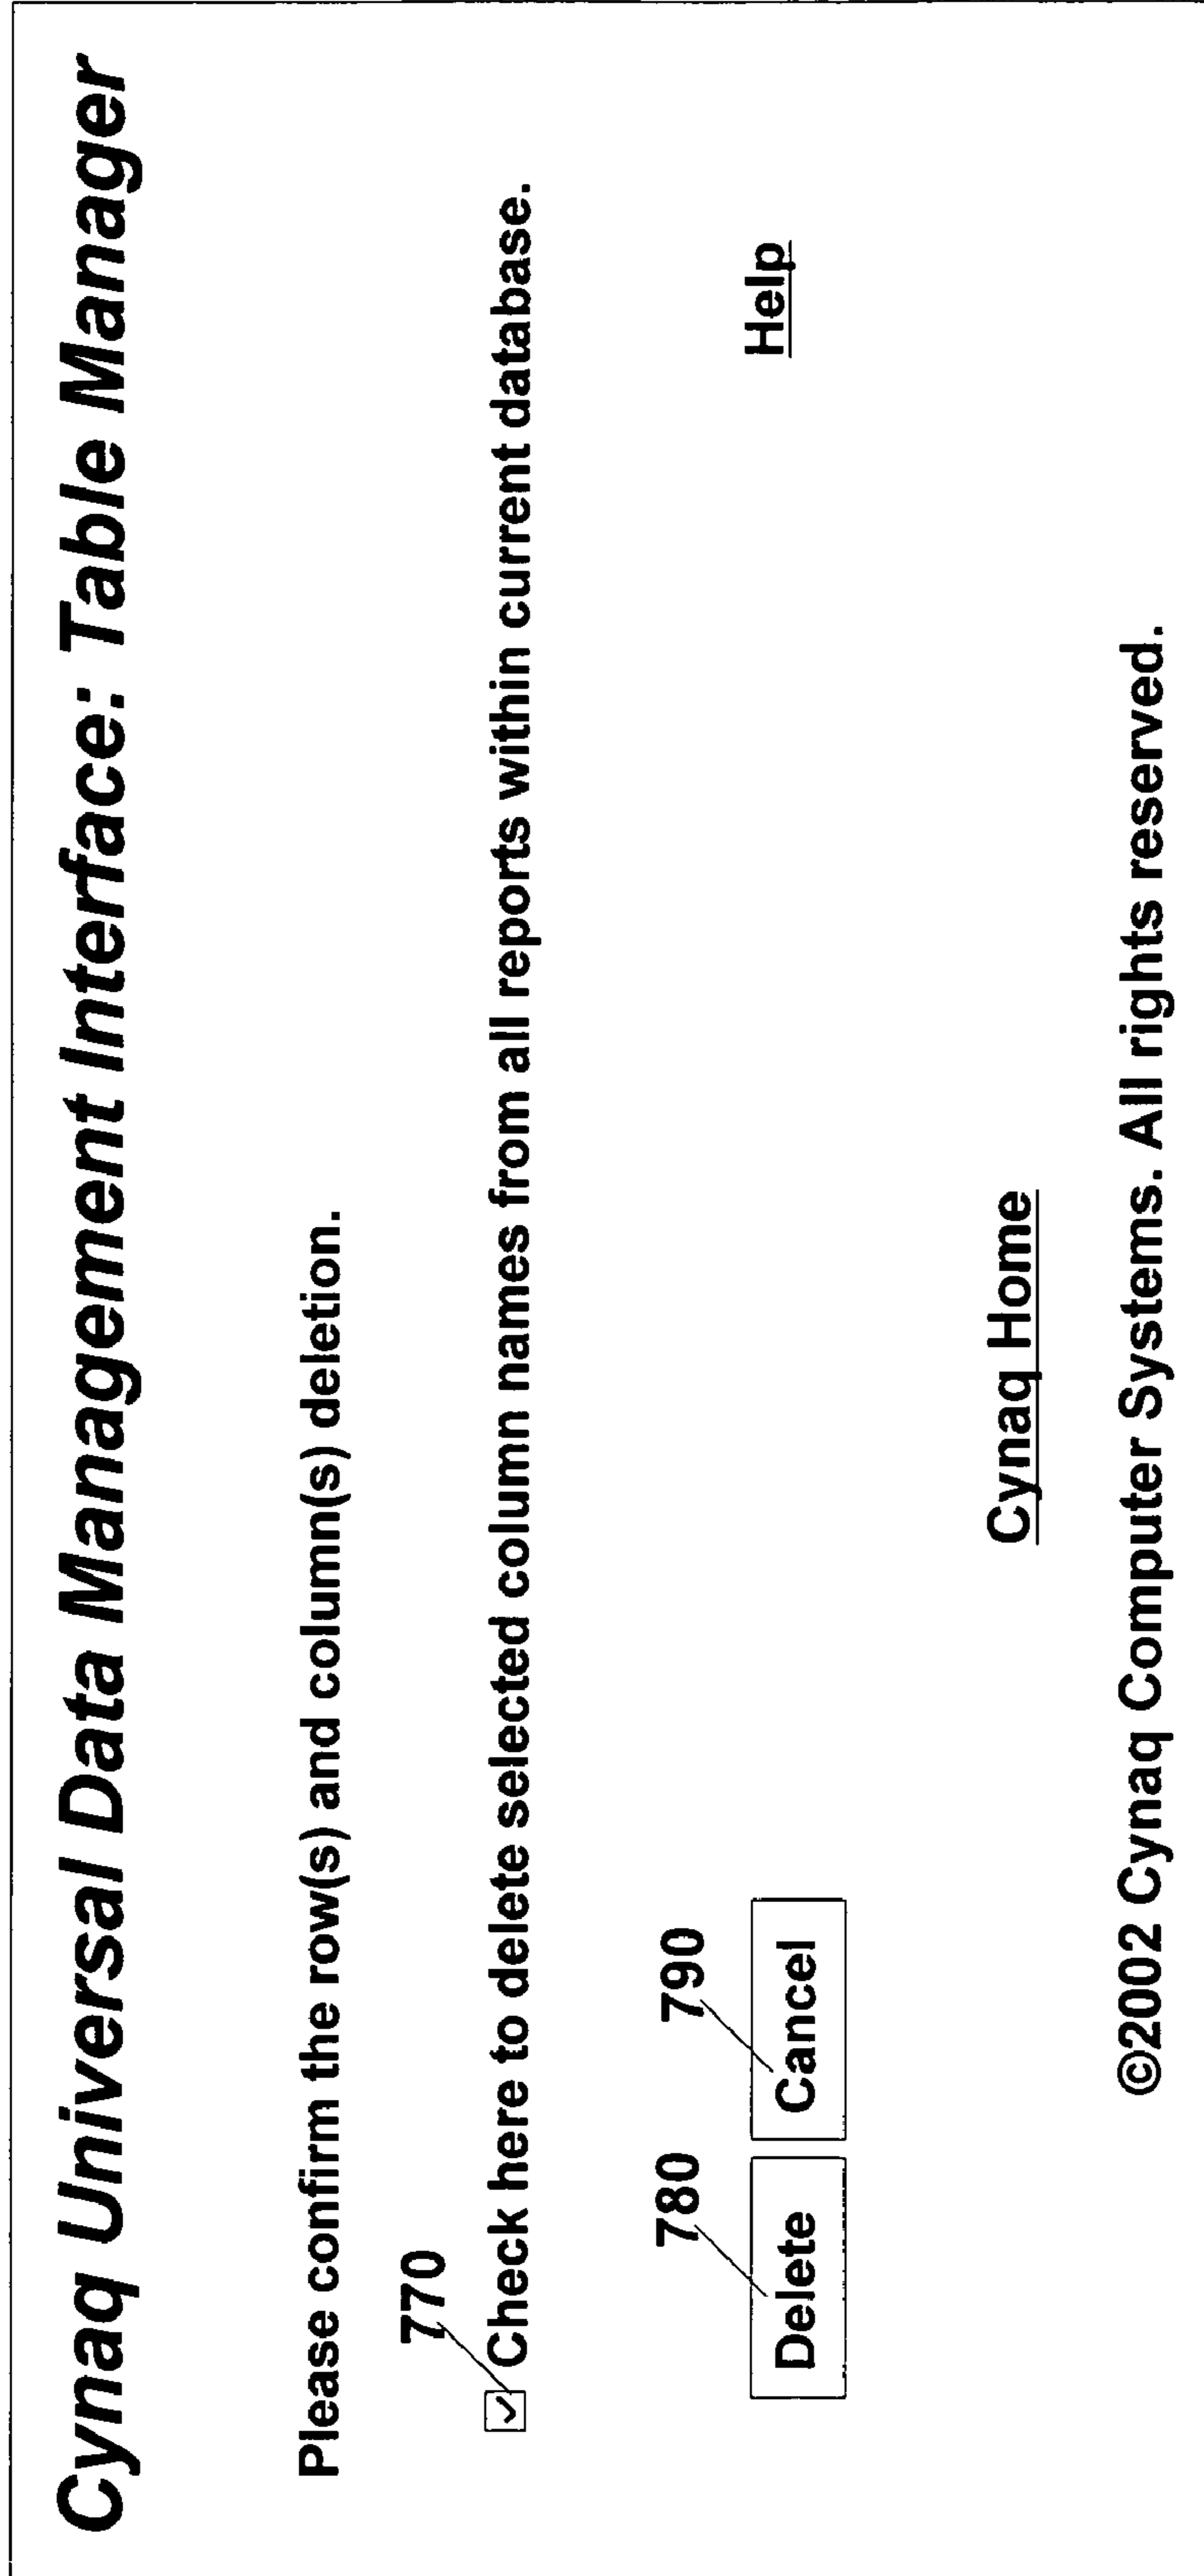 Cynaq Universal Data Management Interface: Table Manager
Please confirm the row(s) and column(s) deletion.
770
Check here to delete selected column names from all reports within current database.
780 790
Delete Cancel Help
Cynaq Home
©2002 Cynaq Computer Systems. All rights reserved.